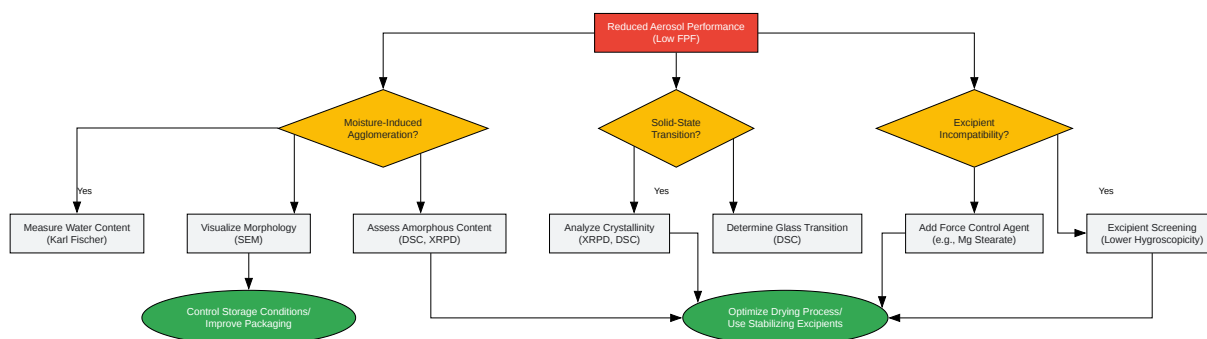 Reduced Aerosol Performance
(Low FPF)
Moisture-Induced
Agglomeration?
Solid-State
Transition?
Excipient
Incompatibility?
Yes
Yes
Yes
Measure Water Content
(Karl Fischer)
Visualize Morphology
(SEM)
Assess Amorphous Content
(DSC, XRPD)
Analyze Crystallinity
(XRPD, DSC)
Determine Glass Transition
(DSC)
Add Force Control Agent
(e.g., Mg Stearate)
Excipient Screening
(Lower Hygroscopicity)
Control Storage Conditions/
Improve Packaging
Optimize Drying Process/
Use Stabilizing Excipients